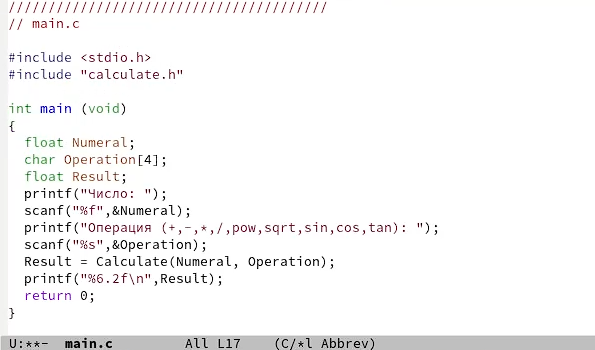 ////////////////////////////////////////
// main.c

#include <stdio.h>
#include "calculate.h"

int main (void)
{
  float Numeral;
  char Operation[4];
  float Result;
  printf("Число: ");
  scanf("%f",&Numeral);
  printf("Операция (+,-,*,/,pow,sqrt,sin,cos,tan): ");
  scanf("%s",&Operation);
  Result = Calculate(Numeral, Operation);
  printf("%6.2f\n",Result);
  return 0;
}

U:**-  main.c         All L17    (C/*l Abbrev)